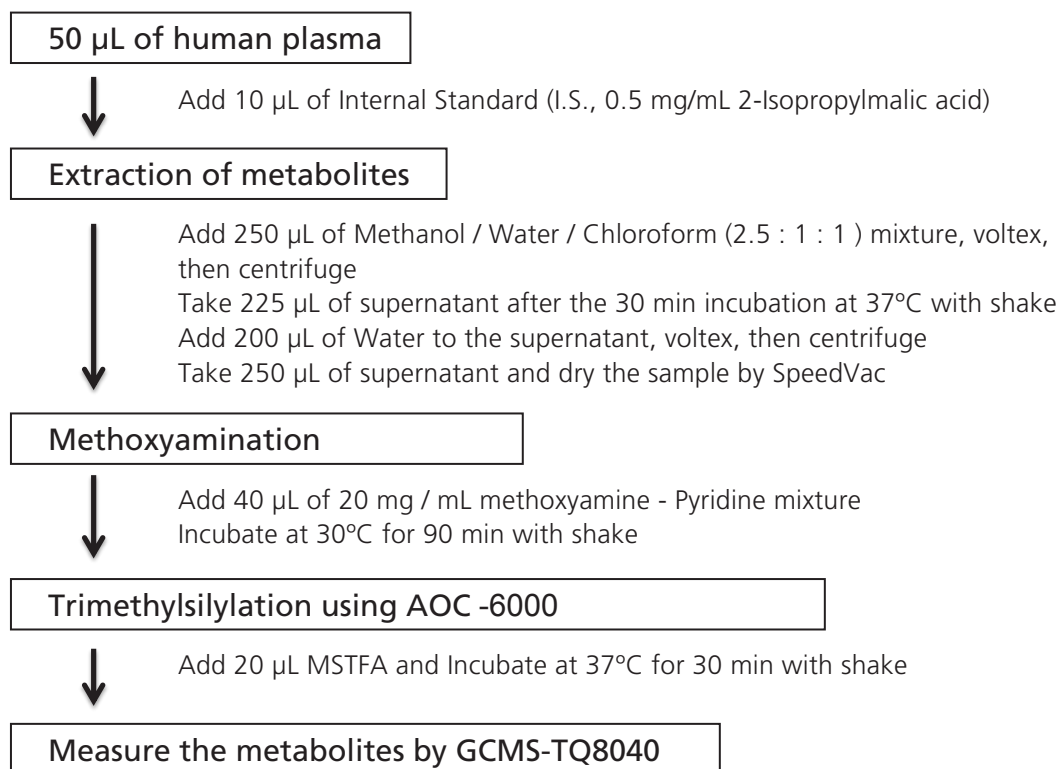 50 µL of human plasma
Add 10 µL of Internal Standard (I.S., 0.5 mg/mL 2-Isopropylmalic acid)
Extraction of metabolites
Add 250 µL of Methanol / Water / Chloroform (2.5 : 1 : 1 ) mixture, voltex,
then centrifuge
Take 225 µL of supernatant after the 30 min incubation at 37ºC with shake
Add 200 µL of Water to the supernatant, voltex, then centrifuge
Take 250 µL of supernatant and dry the sample by SpeedVac
Methoxyamination
Add 40 µL of 20 mg / mL methoxyamine - Pyridine mixture
Incubate at 30ºC for 90 min with shake
Trimethylsilylation using AOC -6000
Add 20 µL MSTFA and Incubate at 37ºC for 30 min with shake
Measure the metabolites by GCMS-TQ8040